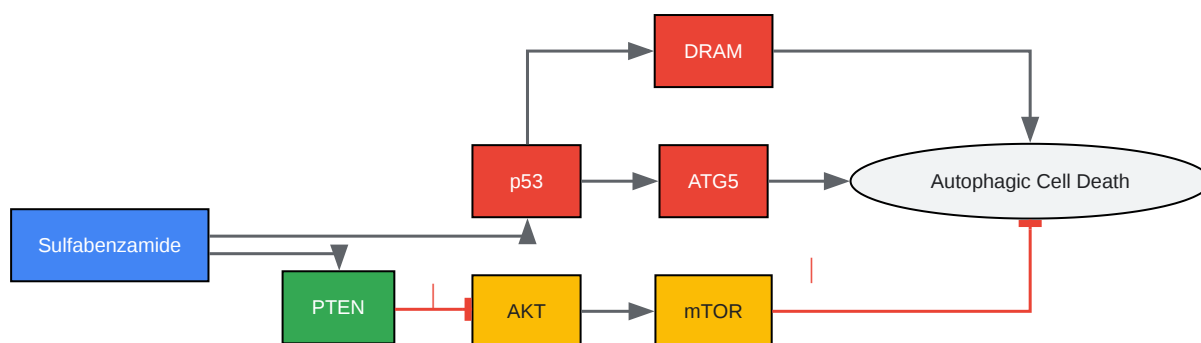 DRAM
p53
ATG5
Autophagic Cell Death
Sulfabenzamide
PTEN
|
AKT
mTOR
|